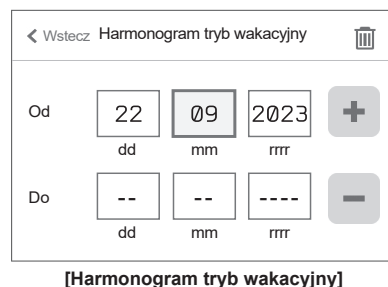 Wstecz Harmonogram tryb wakacyjny
Od 22 09 2023 +
dd mm rrrr
Do -- -- ---- −
dd mm rrrr
[Harmonogram tryb wakacyjny]